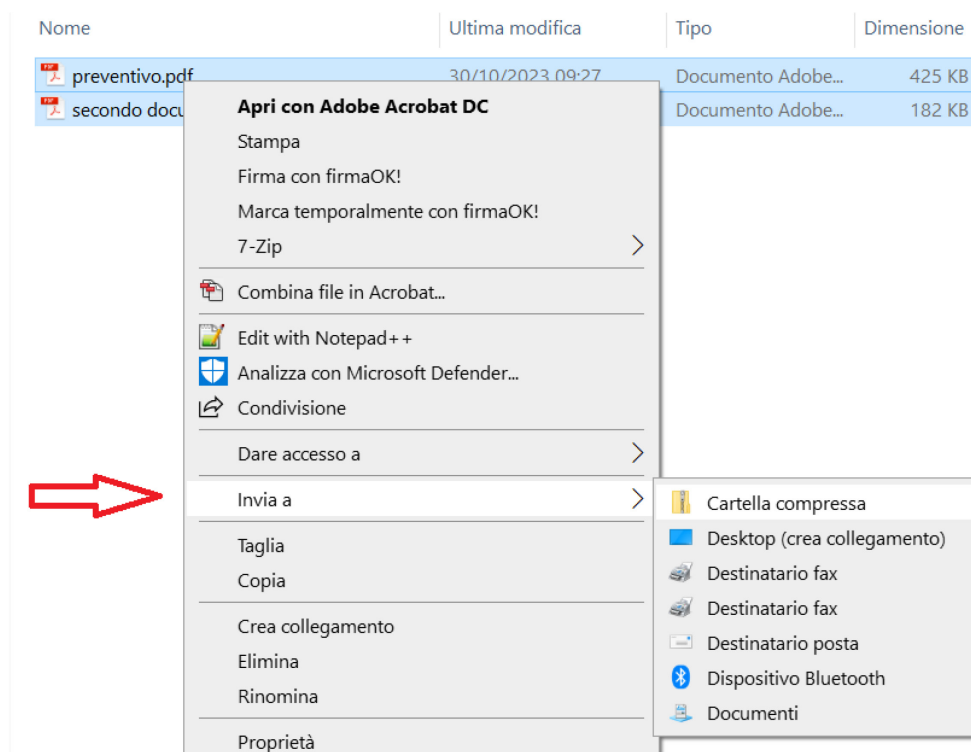 Nome Ultima modifica Tipo Dimensione
preventivo.pdf 30/10/2023 09:27 Documento Adobe... 425 KB
secondo Documento Adobe... 182 KB
Apri con Adobe Acrobat DC
Stampa
Firma con firmaOK!
Marca temporalmente con firmaOK!
7-Zip
Combina file in Acrobat...
Edit with Notepad++
Analizza con Microsoft Defender...
Condivisione
Dare accesso a
Invia a
Taglia
Copia
Crea collegamento
Elimina
Rinomina
Proprietà
Cartella compressa
Desktop (crea collegamento)
Destinatario fax
Destinatario fax
Destinatario posta
Dispositivo Bluetooth
Documenti